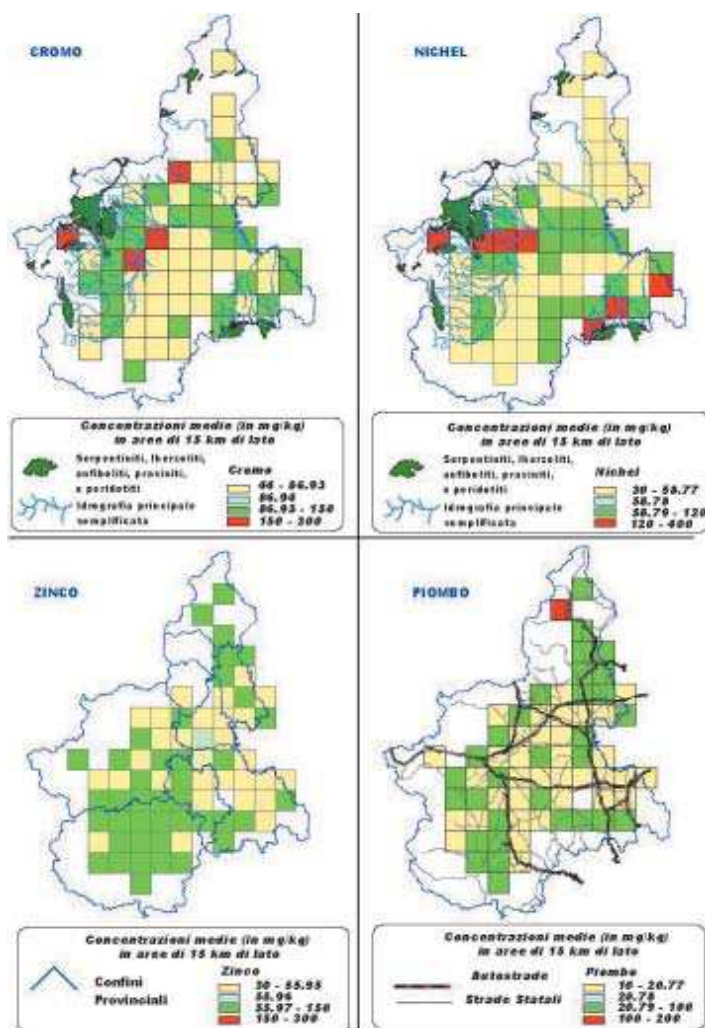 CROMO
Concentrazioni medie (in mg/kg)
in aree di 15 km di lato
Serpentiniti, lherzoliti,
anfiboliti, prasiniti,
e peridotiti
Idrografia principale
semplificata
Cromo
46 - 86.93
86.94
86.95 - 150
150 - 300
NICHEL
Concentrazioni medie (in mg/kg)
in aree di 15 km di lato
Serpentiniti, lherzoliti,
anfiboliti, prasiniti,
e peridotiti
Idrografia principale
semplificata
Nichel
30 - 58.77
58.78
58.79 - 120
120 - 400
ZINCO
Concentrazioni medie (in mg/kg)
in aree di 15 km di lato
Confini
Provinciali
Zinco
30 - 55.95
55.96
55.97 - 150
150 - 300
PIOMBO
Concentrazioni medie (in mg/kg)
in aree di 15 km di lato
Autostrade
Strade Statali
Piombo
10 - 20.77
20.78
20.79 - 100
100 - 200